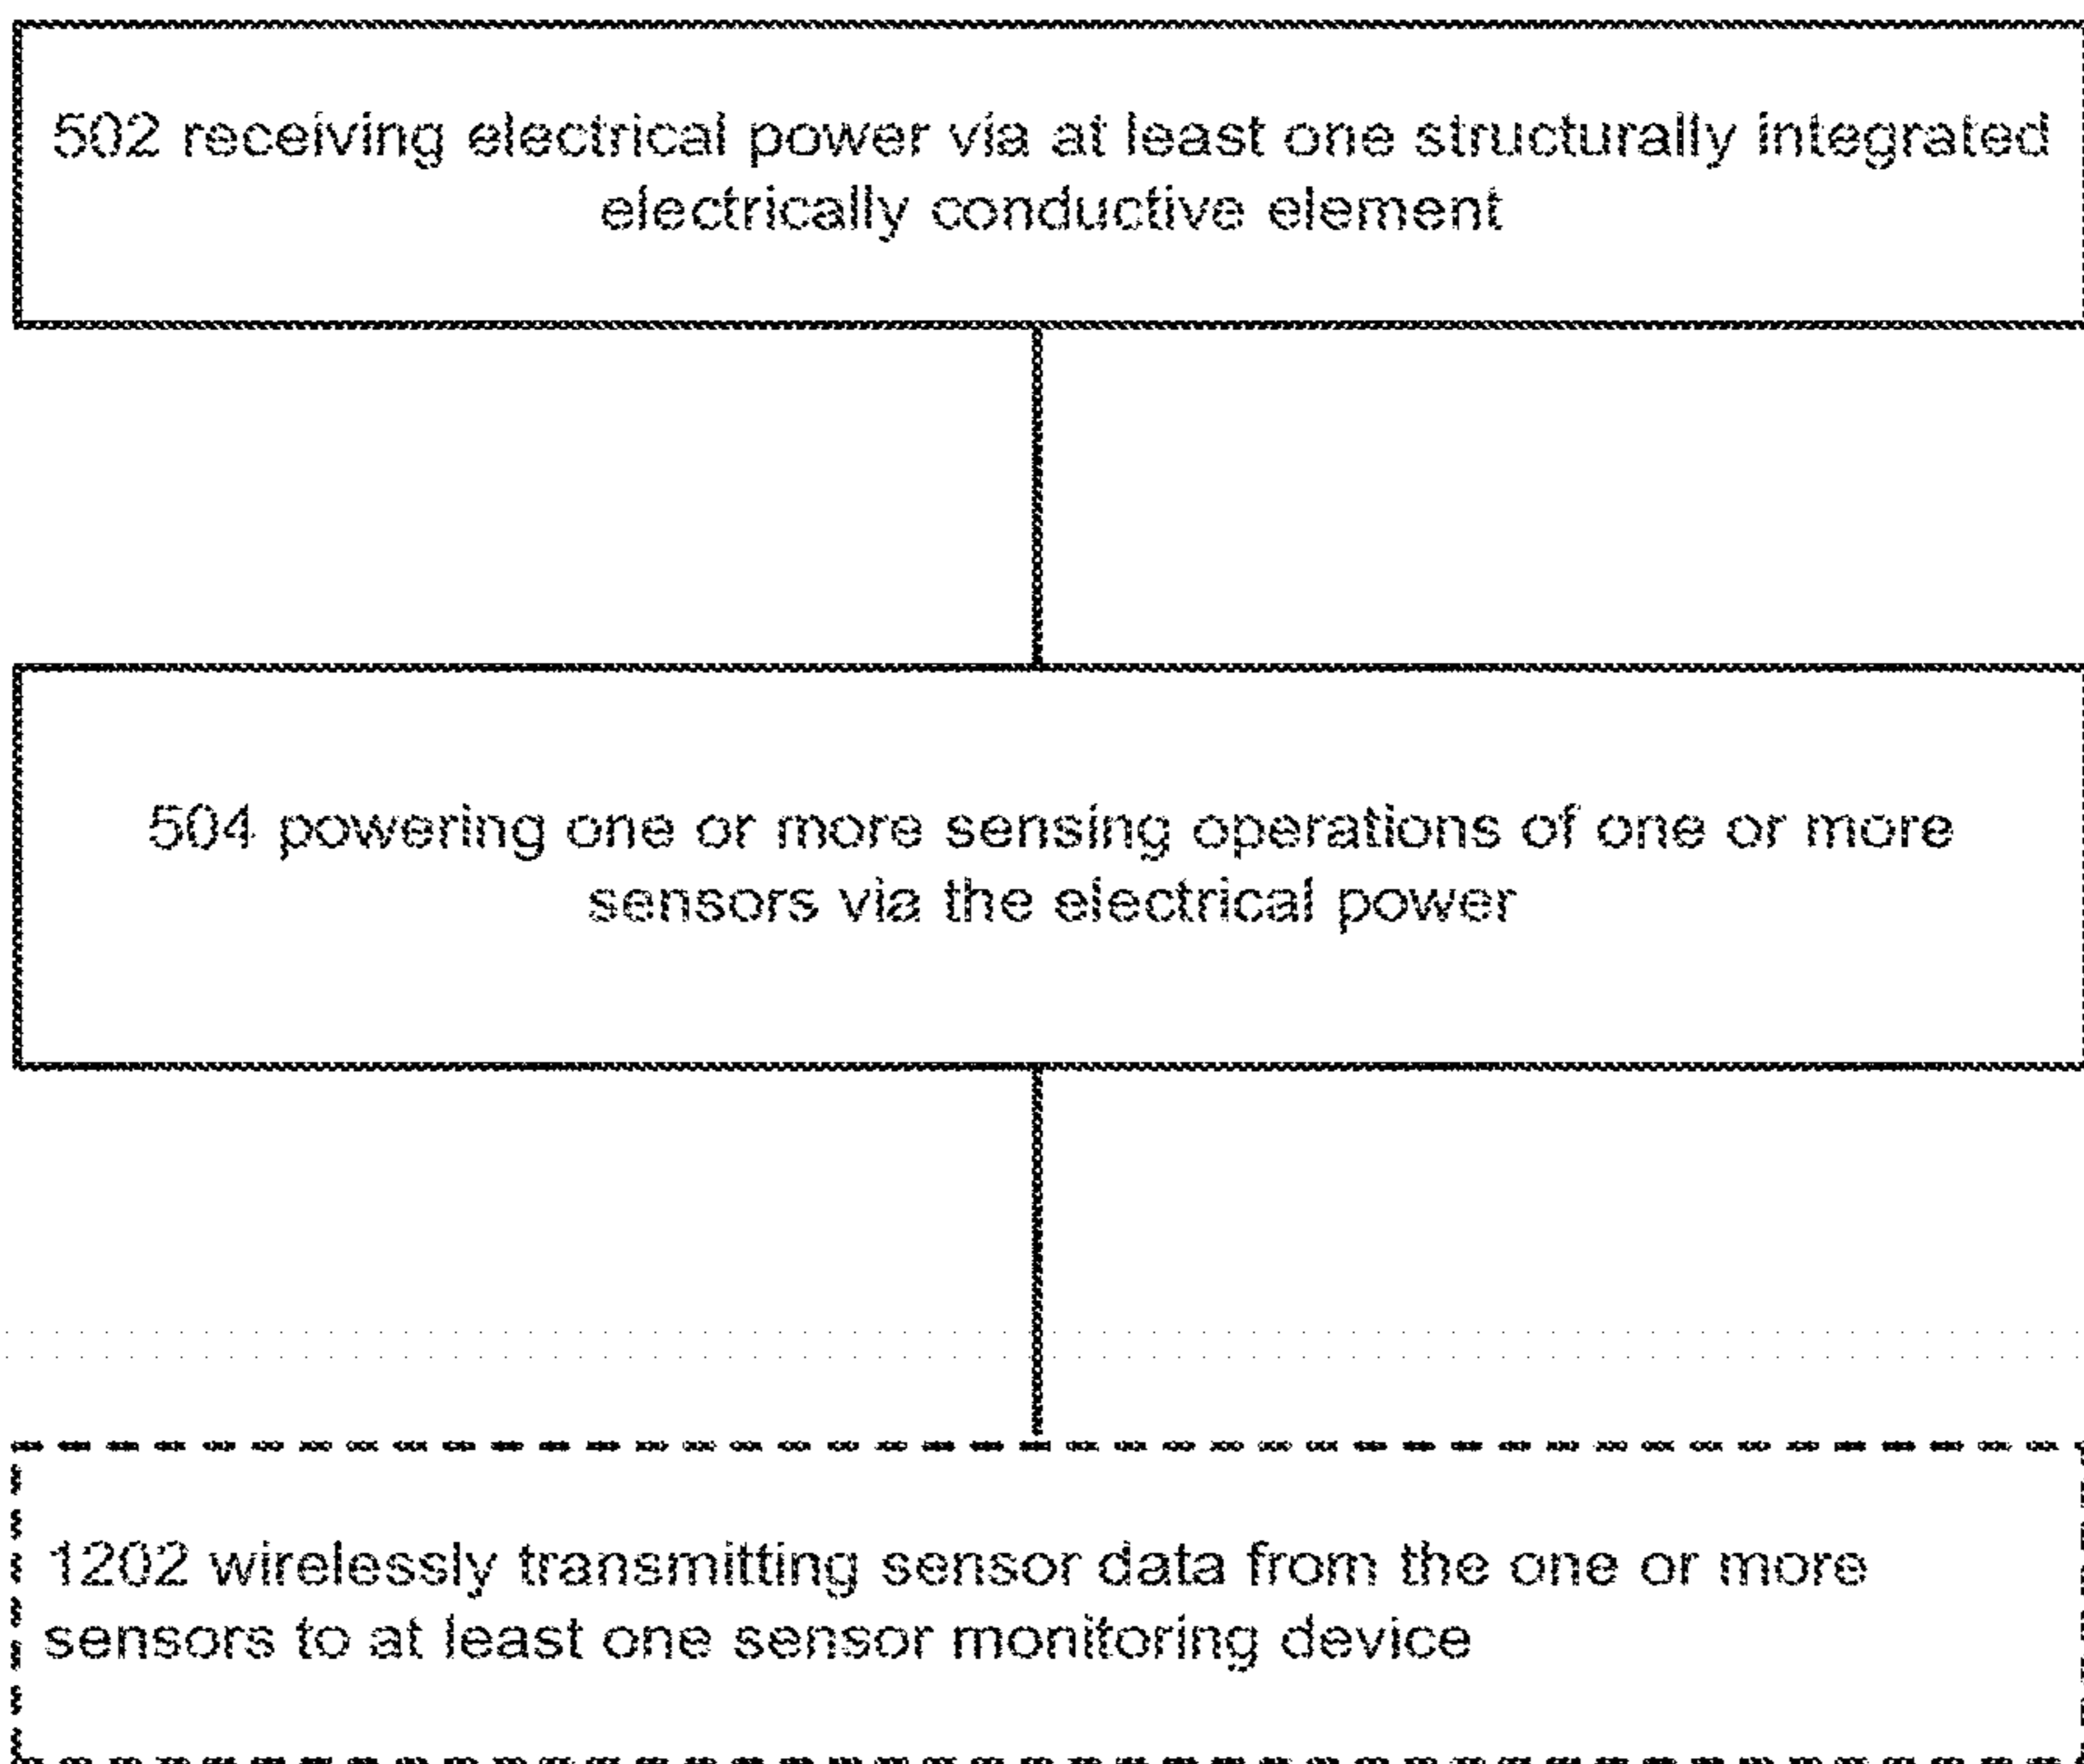 502 receiving electrical power via at least one structurally integrated
electrically conductive element
504 powering one or more sensing operations of one or more
sensors via the electrical power
1202 wirelessly transmitting sensor data from the one or more
sensors to at least one sensor monitoring device